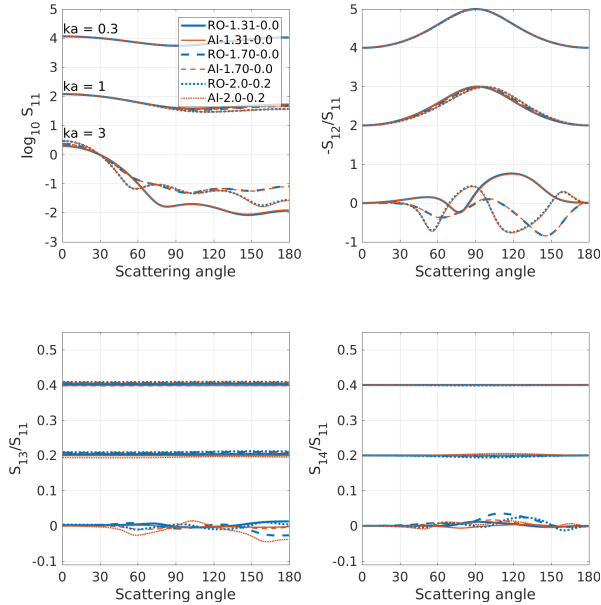 5
4
3
2
1
0
-1
-2
-3
log10 S11
ka = 0.3
ka = 1
ka = 3
RO-1.31-0.0
AI-1.31-0.0
RO-1.70-0.0
AI-1.70-0.0
RO-2.0-0.2
AI-2.0-0.2
0 30 60 90 120 150 180
Scattering angle
5
4
3
2
1
0
-1
-S12/S11
0 30 60 90 120 150 180
Scattering angle
0.5
0.4
0.3
0.2
0.1
0
-0.1
S13/S11
0 30 60 90 120 150 180
Scattering angle
0.5
0.4
0.3
0.2
0.1
0
-0.1
S14/S11
0 30 60 90 120 150 180
Scattering angle